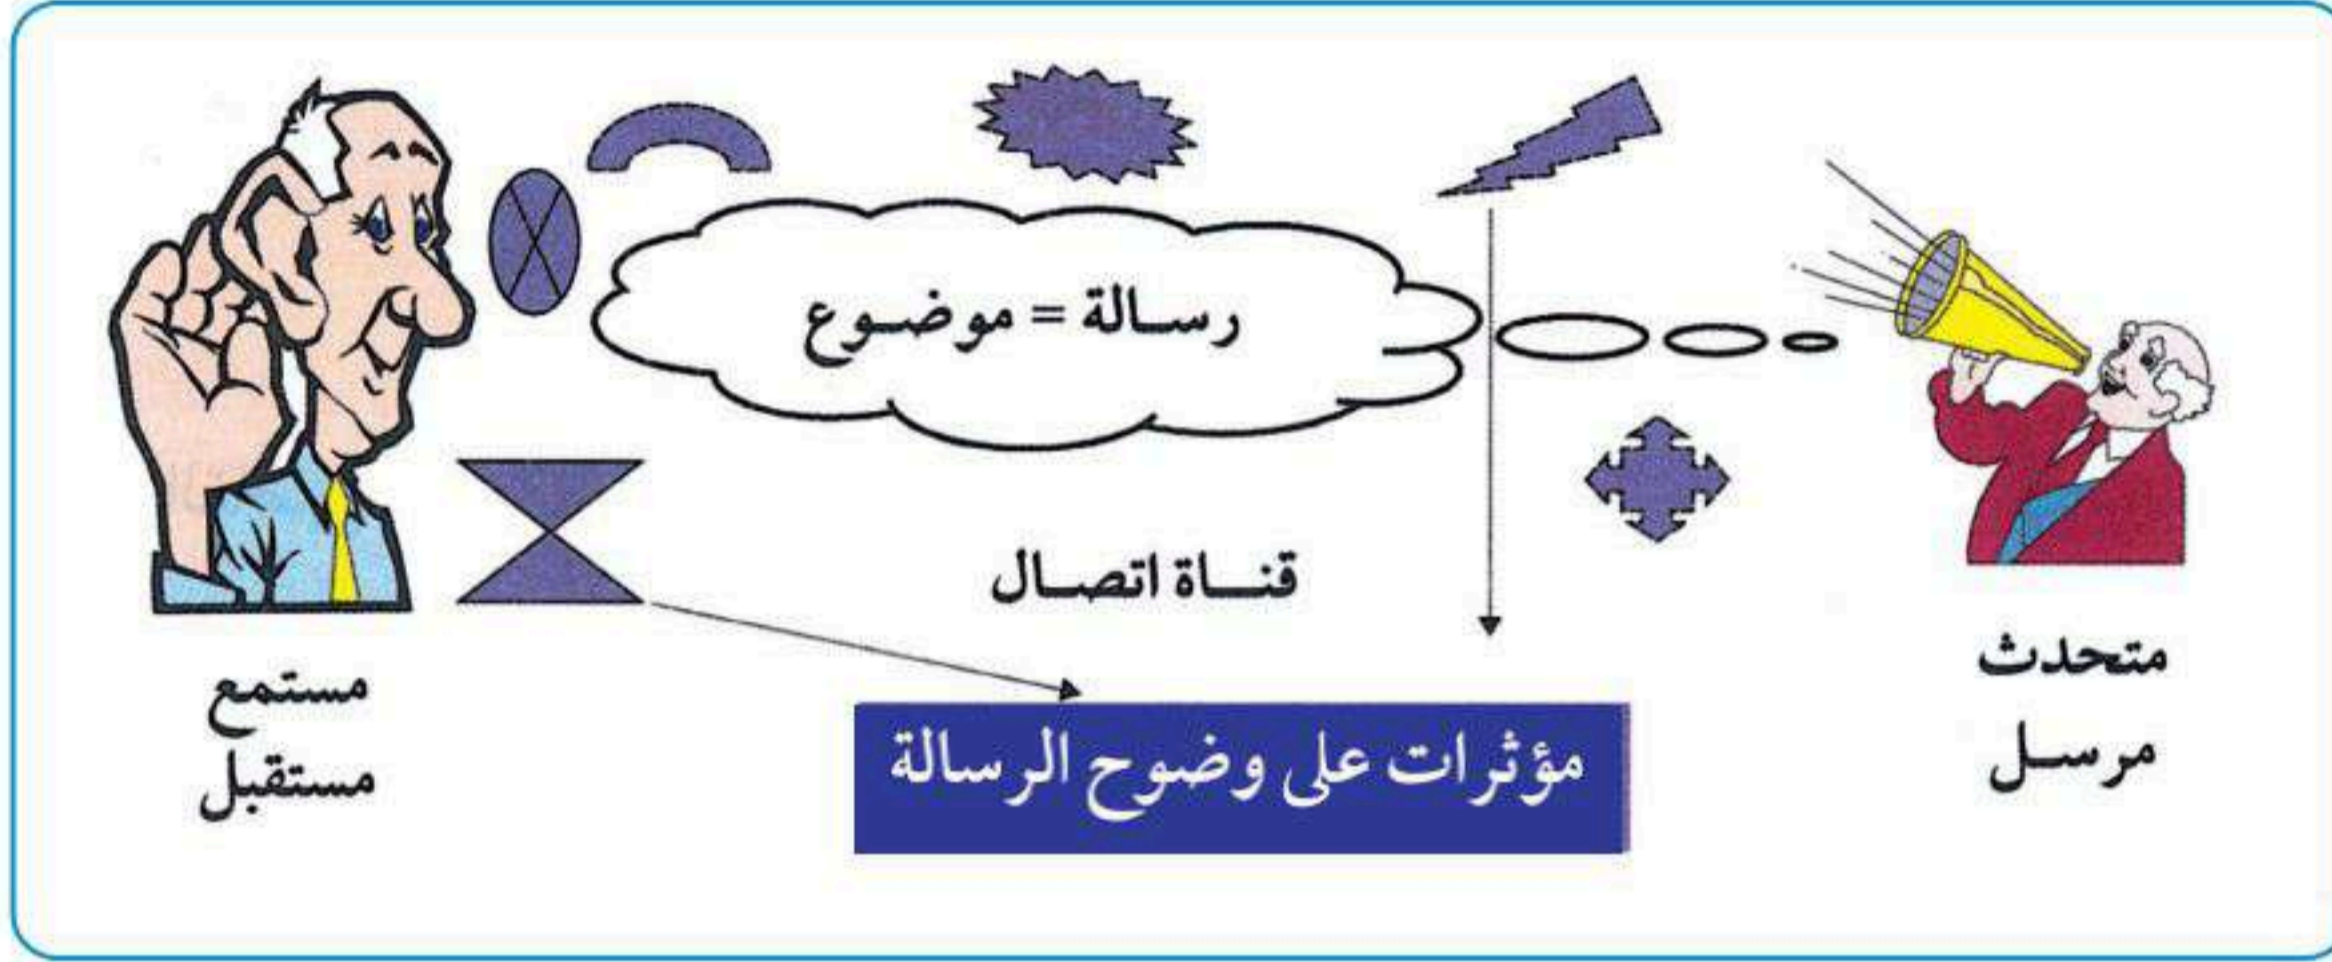 رسالة = موضوع
قناة اتصال
متحدث
مرسل
مستمع
مستقبل
مؤثرات على وضوح الرسالة